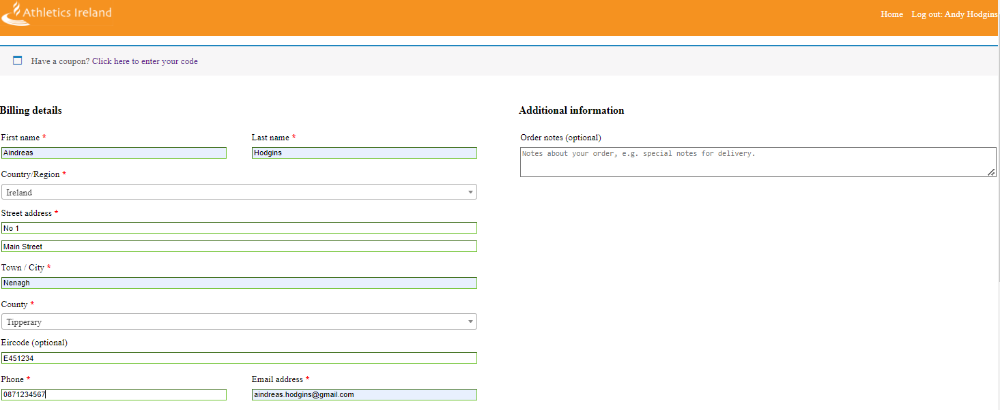 Athletics Ireland
Home Log out: Andy Hodgins
Have a coupon? Click here to enter your code
Billing details
First name * Last name *
Aindreas Hodgins
Country/Region *
Ireland
Street address *
No 1
Main Street
Town / City *
Nenagh
County *
Tipperary
Eircode (optional)
E451234
Phone * Email address *
0871234567 aindreas.hodgins@gmail.com
Additional information
Order notes (optional)
Notes about your order, e.g. special notes for delivery.